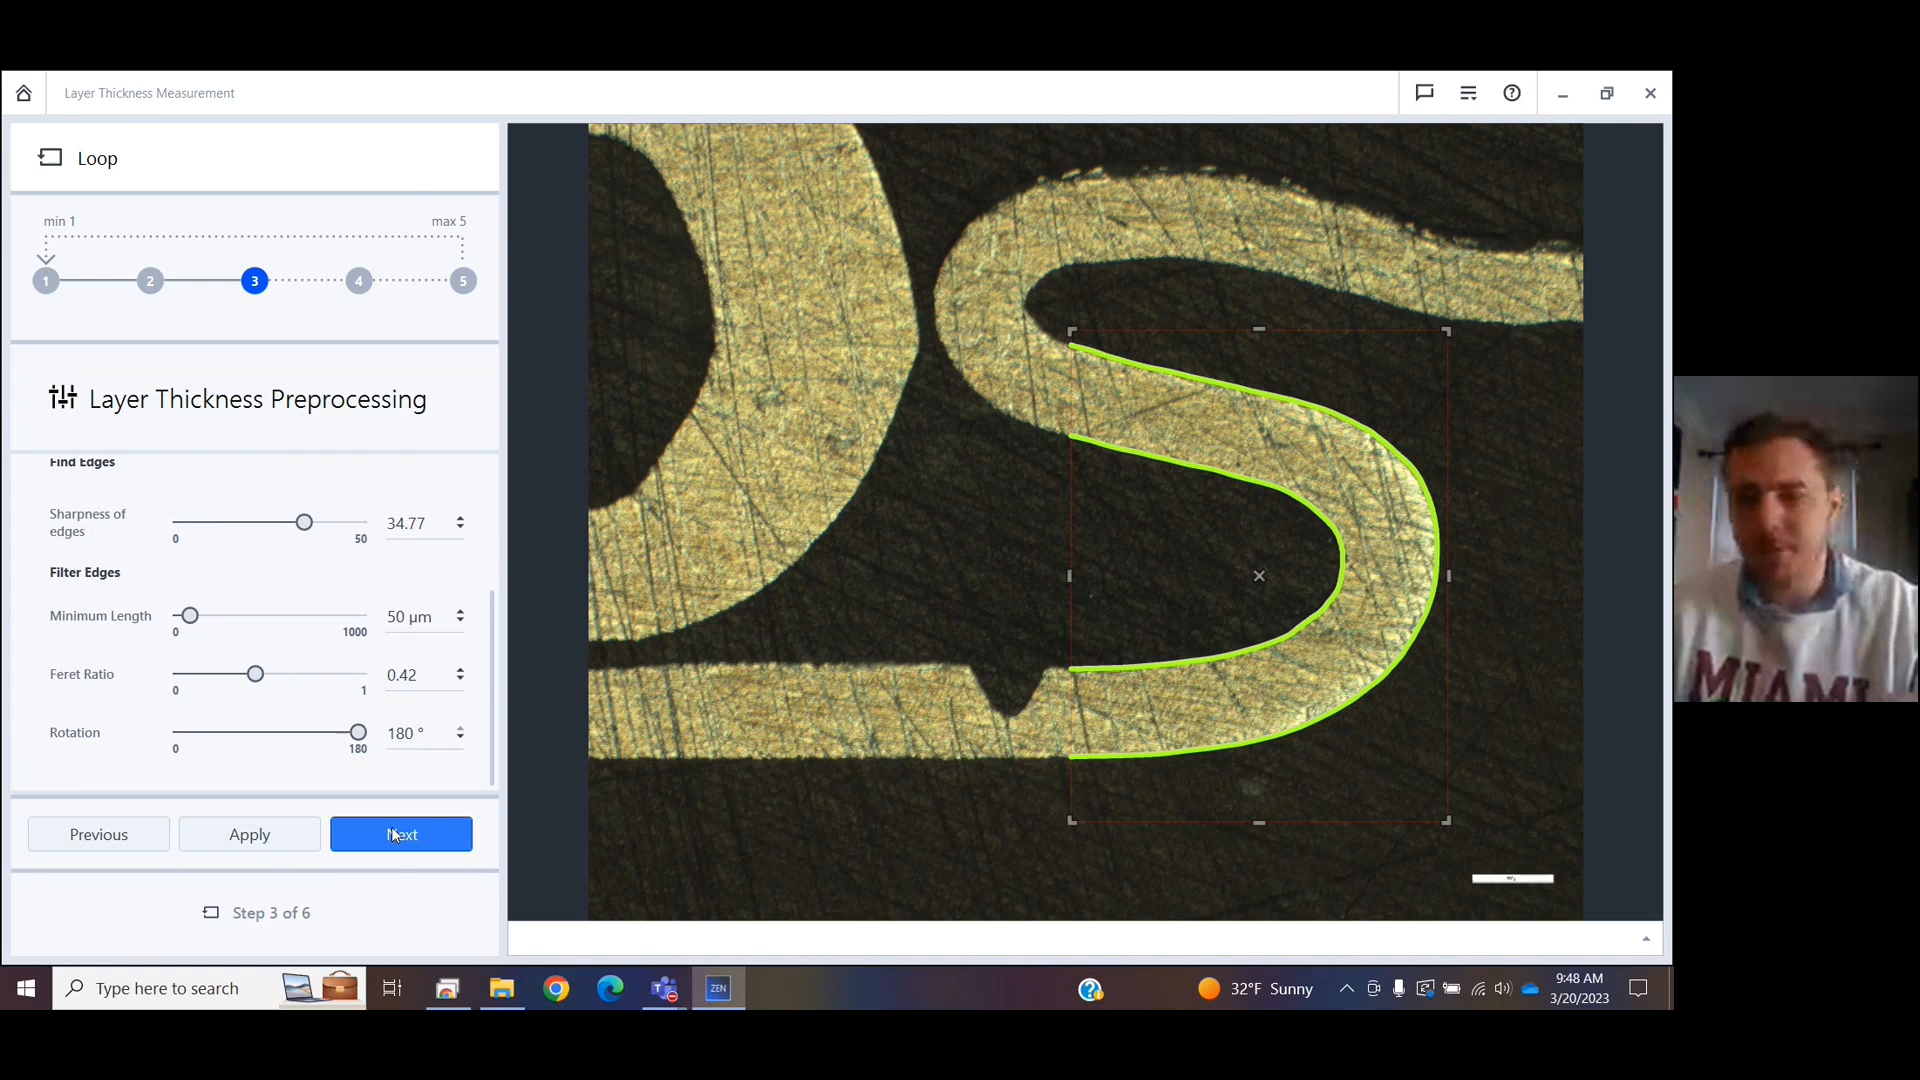 Layer Thickness Measurement
Loop
min 1
max 5
1 2 3 4 5
Layer Thickness Preprocessing
Find Edges
Sharpness of edges
34.77
0 50
Filter Edges
Minimum Length
50 µm
0 1000
Feret Ratio
0.42
0 1
Rotation
180 °
0 180
Previous
Apply
Next
Step 3 of 6
MIAMI
Type here to search
ZEN
32°F Sunny
9:48 AM
3/20/2023